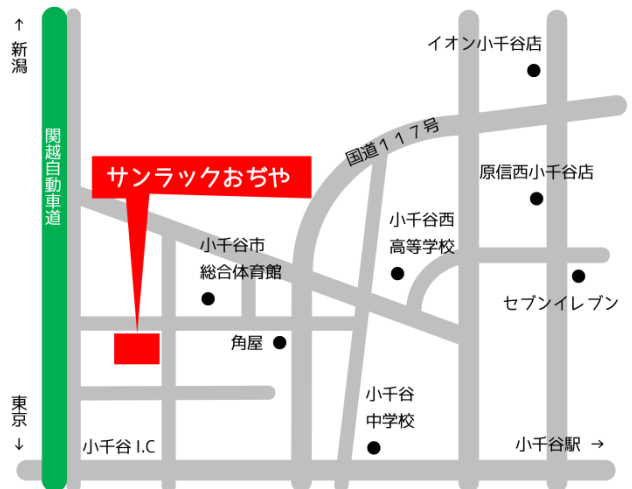 ↑
新潟
イオン小千谷店
関越自動車道
国道117号
サンラックおぢや
原信西小千谷店
小千谷西
高等学校
小千谷市
総合体育館
セブンイレブン
角屋
小千谷
中学校
東京
↓
小千谷 I.C
小千谷駅 →